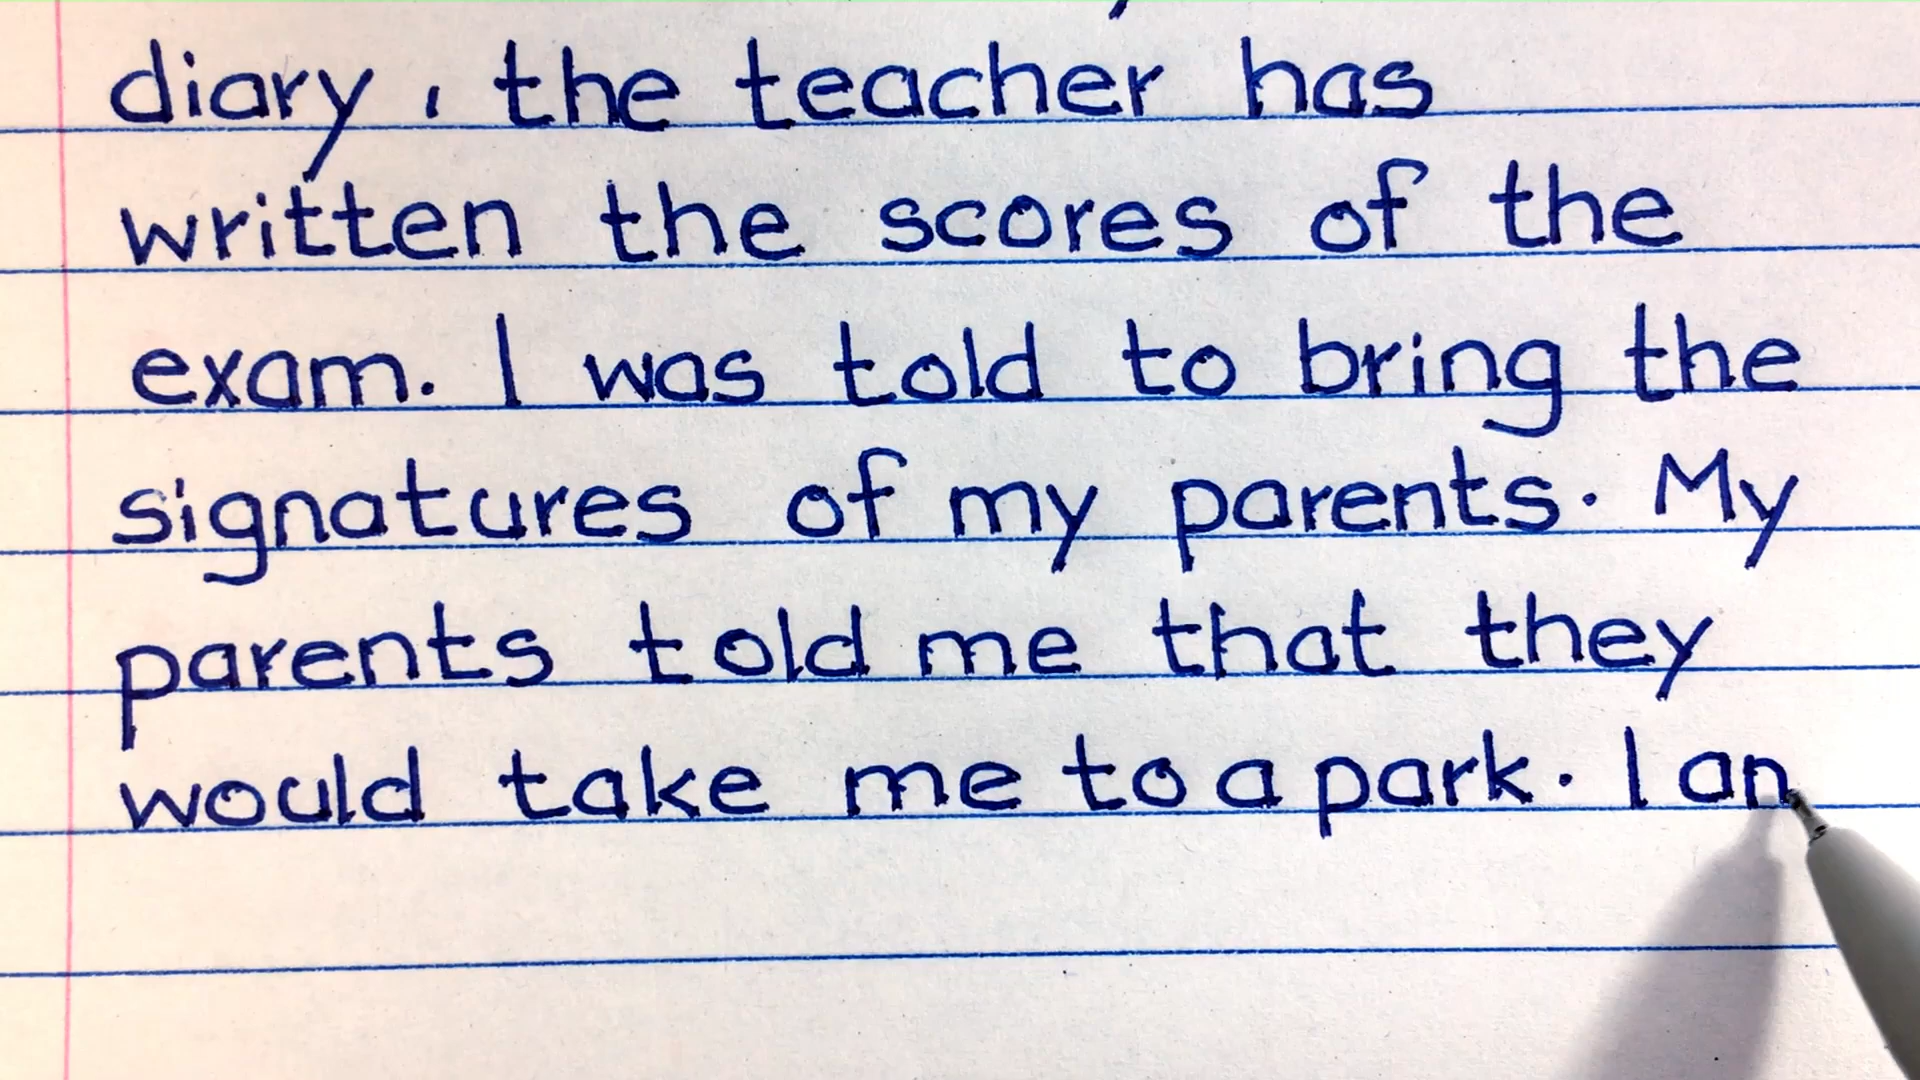 diary, the teacher has
written the scores of the
exam. I was told to bring the
signatures of my parents. My
parents told me that they
would take me to a park. I an